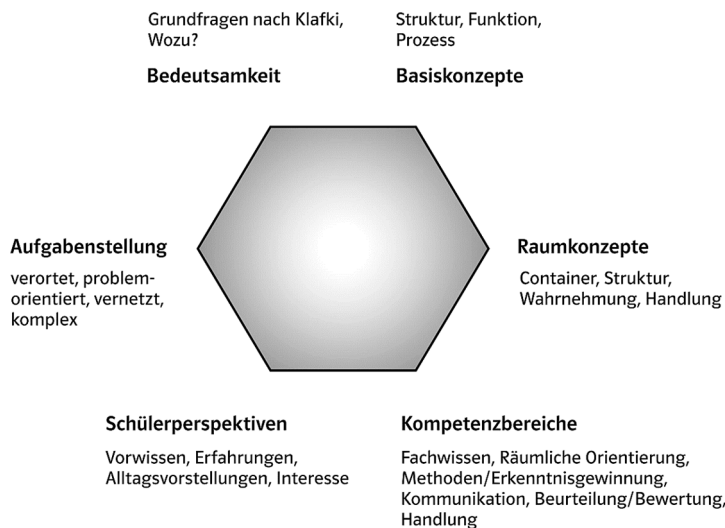 Grundfragen nach Klafki,
Wozu?
Bedeutsamkeit
Struktur, Funktion,
Prozess
Basiskonzepte
Aufgabenstellung
verortet, problem-
orientiert, vernetzt,
komplex
Raumkonzepte
Container, Struktur,
Wahrnehmung, Handlung
Schülerperspektiven
Vorwissen, Erfahrungen,
Alltagsvorstellungen, Interesse
Kompetenzbereiche
Fachwissen, Räumliche Orientierung,
Methoden/Erkenntnisgewinnung,
Kommunikation, Beurteilung/Bewertung,
Handlung